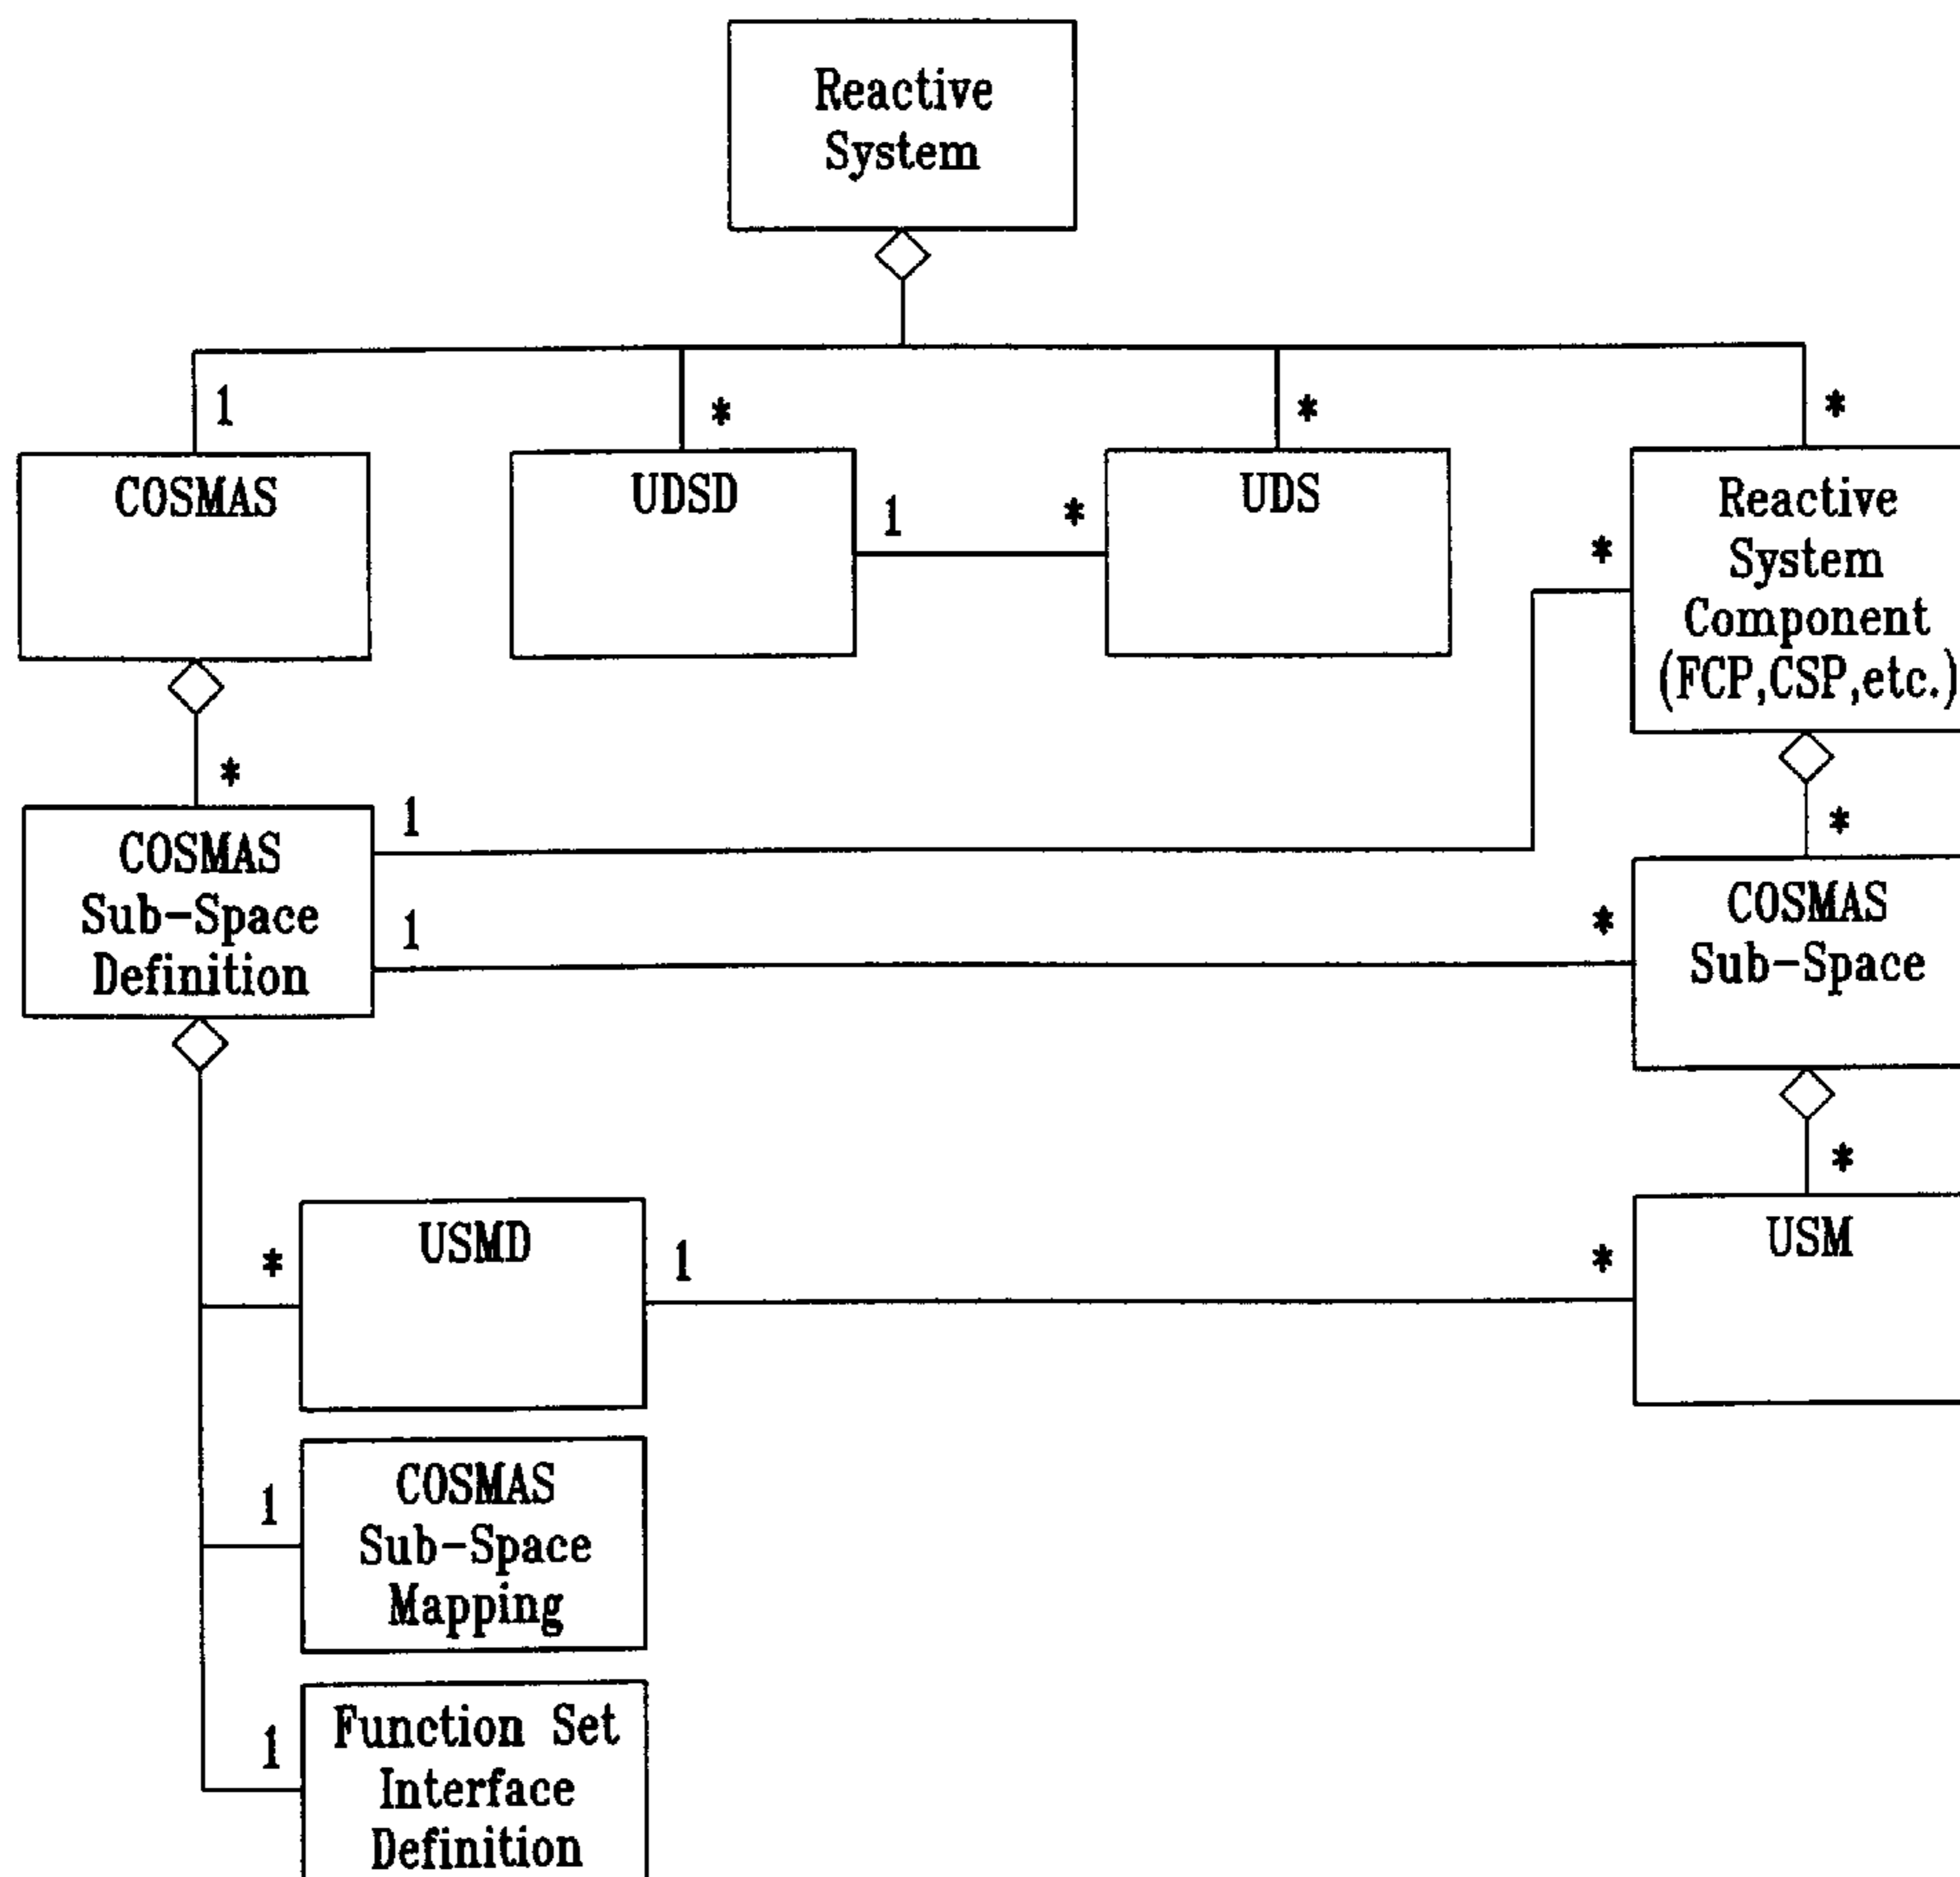 Reactive
System
1
*
*
*
COSMAS
UDSD
1
*
UDS
*
Reactive
System
Component
(FCP,CSP,etc.)
*
*
COSMAS
Sub-Space
Definition
1
1
*
COSMAS
Sub-Space
*
*
USMD
1
*
USM
1
COSMAS
Sub-Space
Mapping
1
Function Set
Interface
Definition